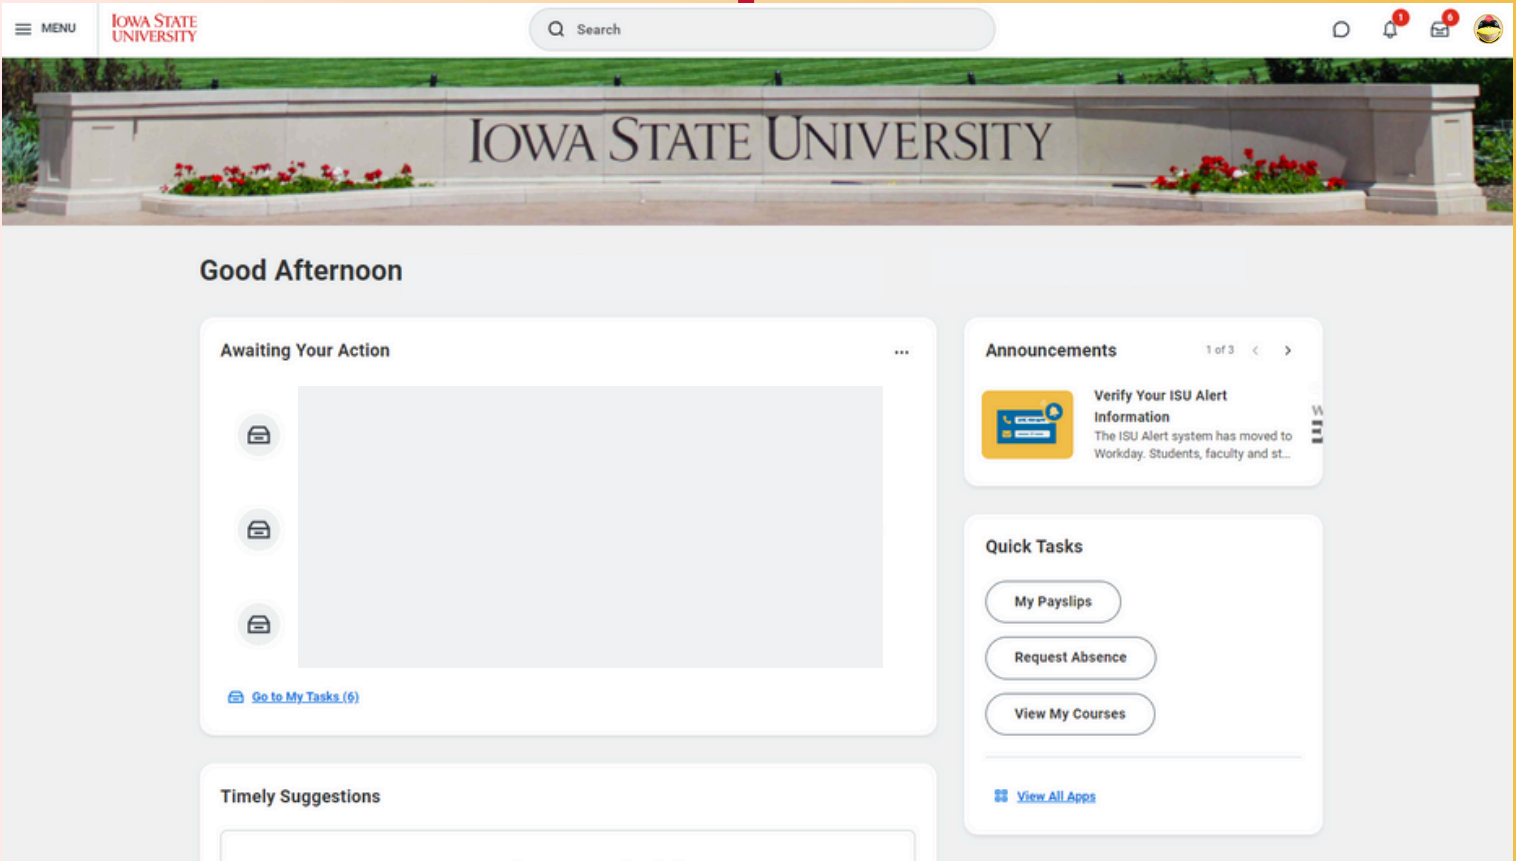 MENU
IOWA STATE
UNIVERSITY
Search
1
6
IOWA STATE UNIVERSITY
Good Afternoon
Awaiting Your Action
Go to My Tasks (6)
Timely Suggestions
Announcements
1 of 3
Verify Your ISU Alert
Information
The ISU Alert system has moved to
Workday. Students, faculty and st...
Quick Tasks
My Payslips
Request Absence
View My Courses
View All Apps